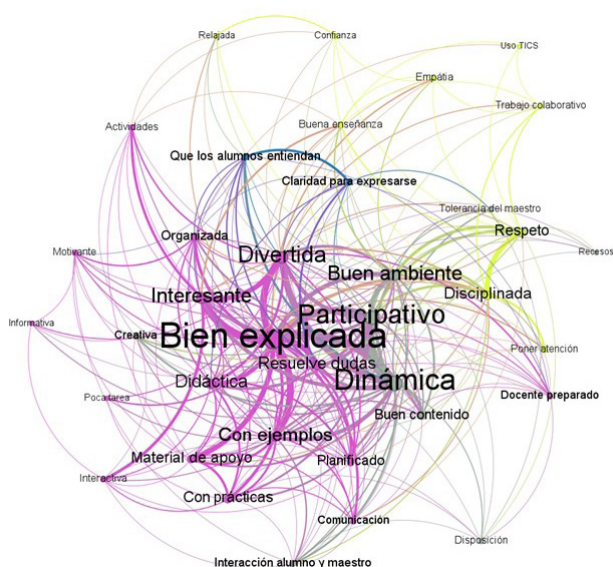 Relajada
Confianza
Uso TICS
Empátia
Trabajo colaborativo
Actividades
Buena enseñanza
Que los alumnos entiendan
Claridad para expresarse
Tolerancia del maestro
Organizada
Respeto
Motivante
Divertida
Recesos
Buen ambiente
Interesante
Disciplinada
Participativo
Informativa
Creativa
Bien explicada
Poner atención
Resuelve dudas
Didáctica
Dinámica
Poca tarea
Docente preparado
Buen contenido
Con ejemplos
Material de apoyo
Planificado
Interactiva
Con prácticas
Comunicación
Disposición
Interacción alumno y maestro